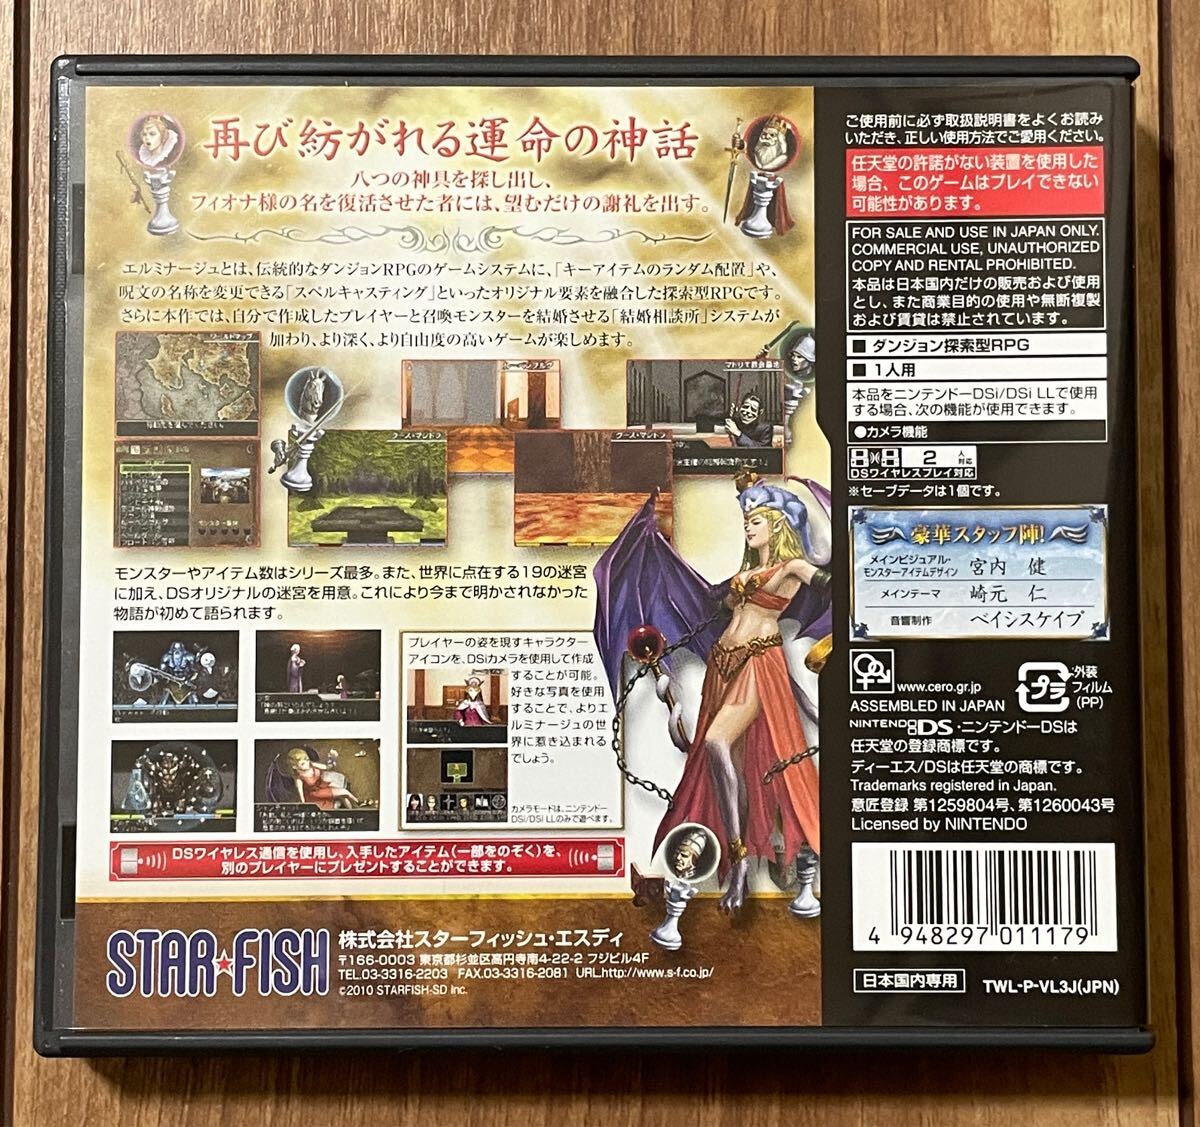 再び紡がれる運命の神話
八つの神具を探し出し、
フィオナ様の名を復活させた者には、望むだけの謝礼を出す。
エルミナージュとは、伝統的なダンジョンRPGのゲームシステムに、「キーアイテムのランダム配置」や、
呪文の名称を変更できる「スペルキャスティング」といったオリジナル要素を融合した探索型RPGです。
さらに本作では、自分で作成したプレイヤーと召喚モンスターを結婚させる「結婚相談所」システムが
加わり、より深く、より自由度の高いゲームが楽しめます。
ワールドマップ
モンスターやアイテム数はシリーズ最多。また、世界に点在する19の迷宮
に加え、DSオリジナルの迷宮を用意。これにより今まで明かされなかった
物語が初めて語られます。
プレイヤーの姿を現すキャラクター
アイコンを、DSiカメラを使用して作成
することが可能。
好きな写真を使用
することで、よりエ
ルミナージュの世
界に惹き込まれる
でしょう。
カメラモードは、ニンテンドー
DSi/DSi LLのみで遊べます。
DSワイヤレス通信を使用し、入手したアイテム(一部をのぞく)を、
別のプレイヤーにプレゼントすることができます。
STAR★FISH
株式会社スターフィッシュ・エスディ
〒166-0003 東京都杉並区高円寺南4-22-2 フジビル4F
TEL.03-3316-2203 FAX.03-3316-2081 URL.http://www.s-f.co.jp/
©2010 STARFISH-SD Inc.
ご使用前に必ず取扱説明書をよくお読み
いただき、正しい使用方法でご愛用ください。
任天堂の許諾がない装置を使用した
場合、このゲームはプレイできない
可能性があります。
FOR SALE AND USE IN JAPAN ONLY.
COMMERCIAL USE, UNAUTHORIZED
COPY AND RENTAL PROHIBITED.
本品は日本国内だけの販売および使用
とし、また商業目的の使用や無断複製
および賃貸は禁止されています。
■ ダンジョン探索型RPG
■ 1人用
本品をニンテンドーDSi/DSi LLで使用
する場合、次の機能が使用できます。
●カメラ機能
2 人対応
DSワイヤレスプレイ対応
※セーブデータは1個です。
豪華スタッフ陣!
メインビジュアル・
モンスターアイテムデザイン 宮内 健
メインテーマ 崎元 仁
音響制作 ベイシスケイプ
www.cero.gr.jp
プラ
外装
フィルム
(PP)
ASSEMBLED IN JAPAN
NINTENDO DS・ニンテンドーDSは
任天堂の登録商標です。
ディーエス/DSは任天堂の商標です。
Trademarks registered in Japan.
意匠登録 第1259804号、第1260043号
Licensed by NINTENDO
4 948297 011179
日本国内専用
TWL-P-VL3J(JPN)